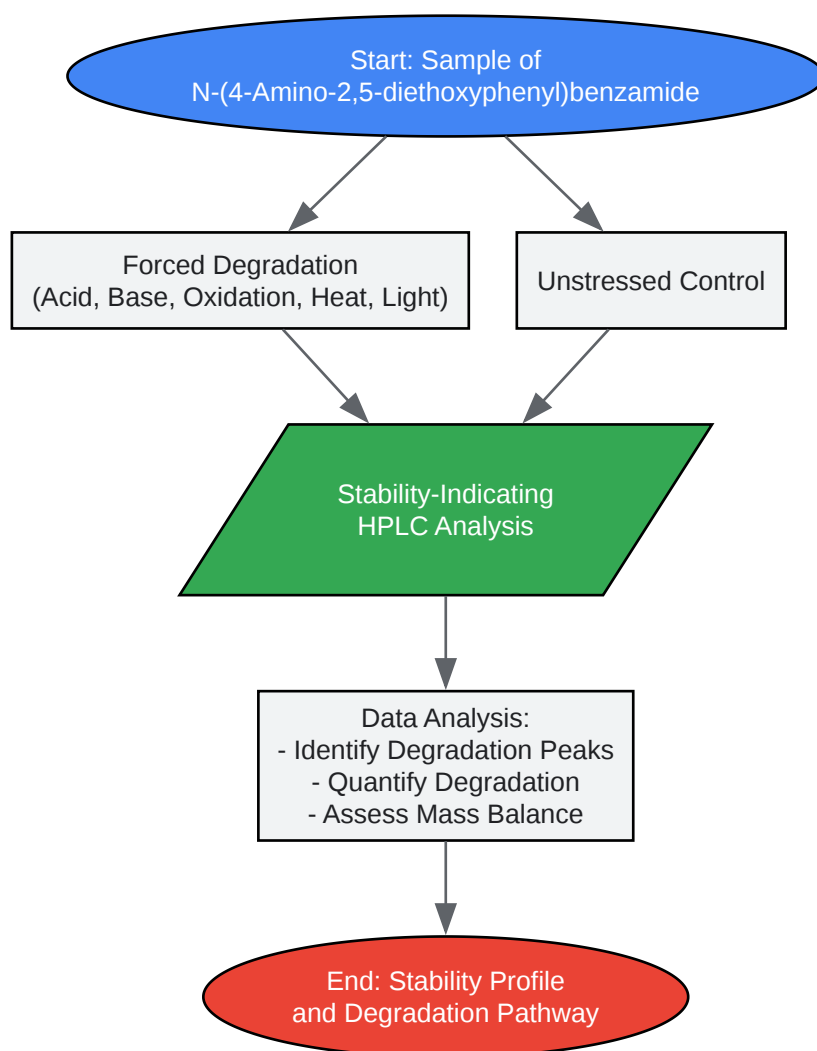 Start: Sample of
N-(4-Amino-2,5-diethoxyphenyl)benzamide
Forced Degradation
(Acid, Base, Oxidation, Heat, Light)
Unstressed Control
Stability-Indicating
HPLC Analysis
Data Analysis:
- Identify Degradation Peaks
- Quantify Degradation
- Assess Mass Balance
End: Stability Profile
and Degradation Pathway